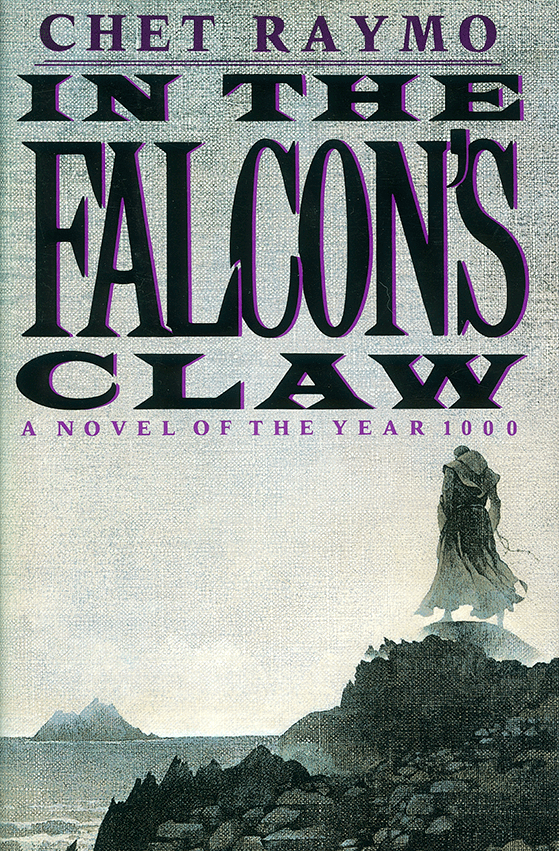 CHET RAYMO
IN THE
FALCON'S
CLAW
A NOVEL OF THE YEAR 1000